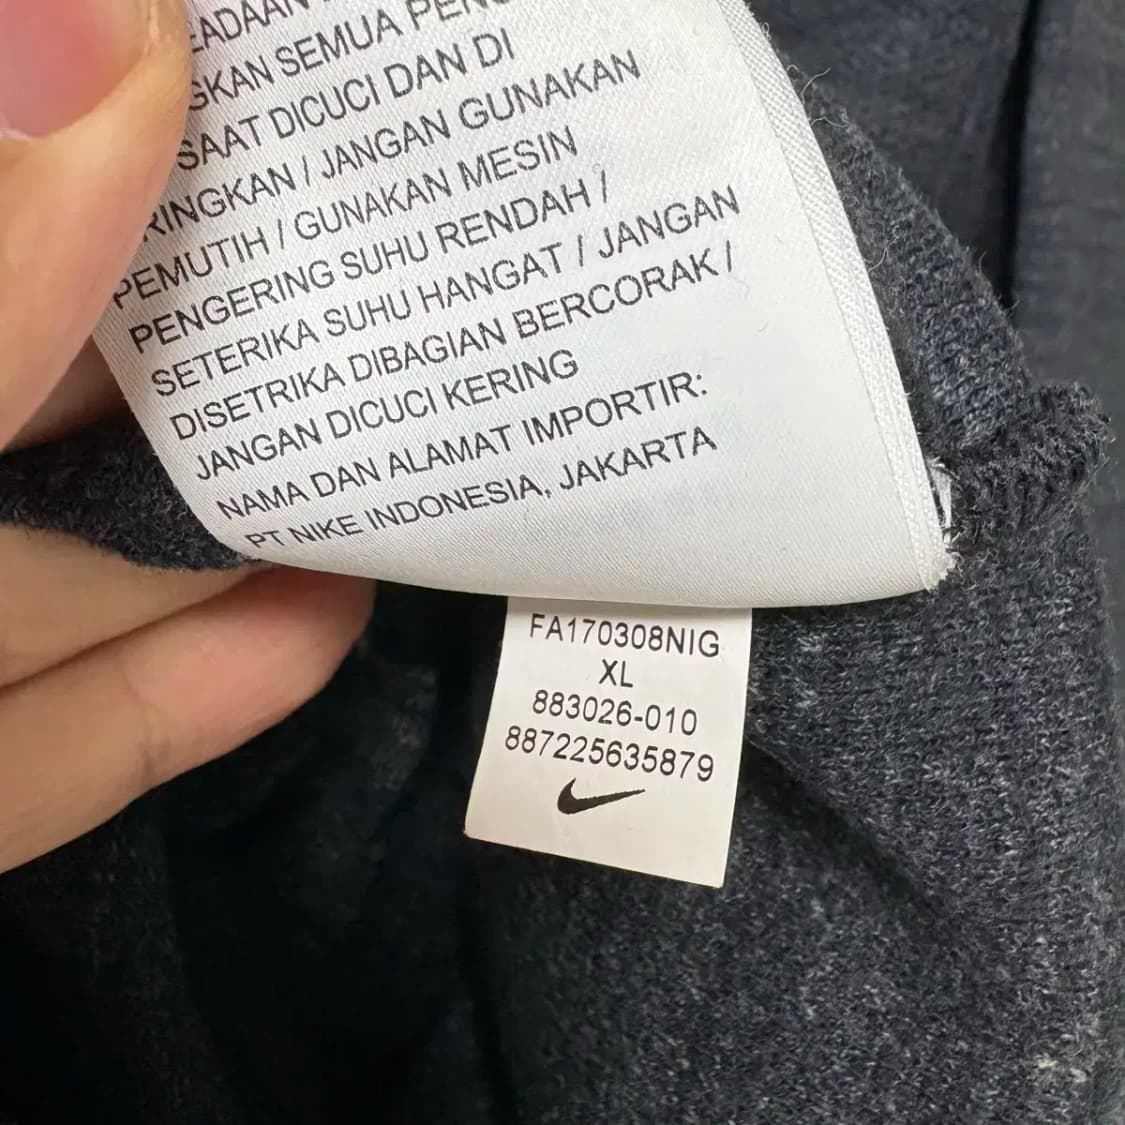 GKAN SEMUA
SAAT DICUCI DAN DI
RINGKAN / JANGAN GUNAKAN
PEMUTIH / GUNAKAN MESIN
PENGERING SUHU RENDAH /
SETERIKA SUHU HANGAT / JANGAN
DISETRIKA DIBAGIAN BERCORAK /
JANGAN DICUCI KERING
NAMA DAN ALAMAT IMPORTIR:
PT NIKE INDONESIA, JAKARTA
FA170308NIG
XL
883026-010
887225635879